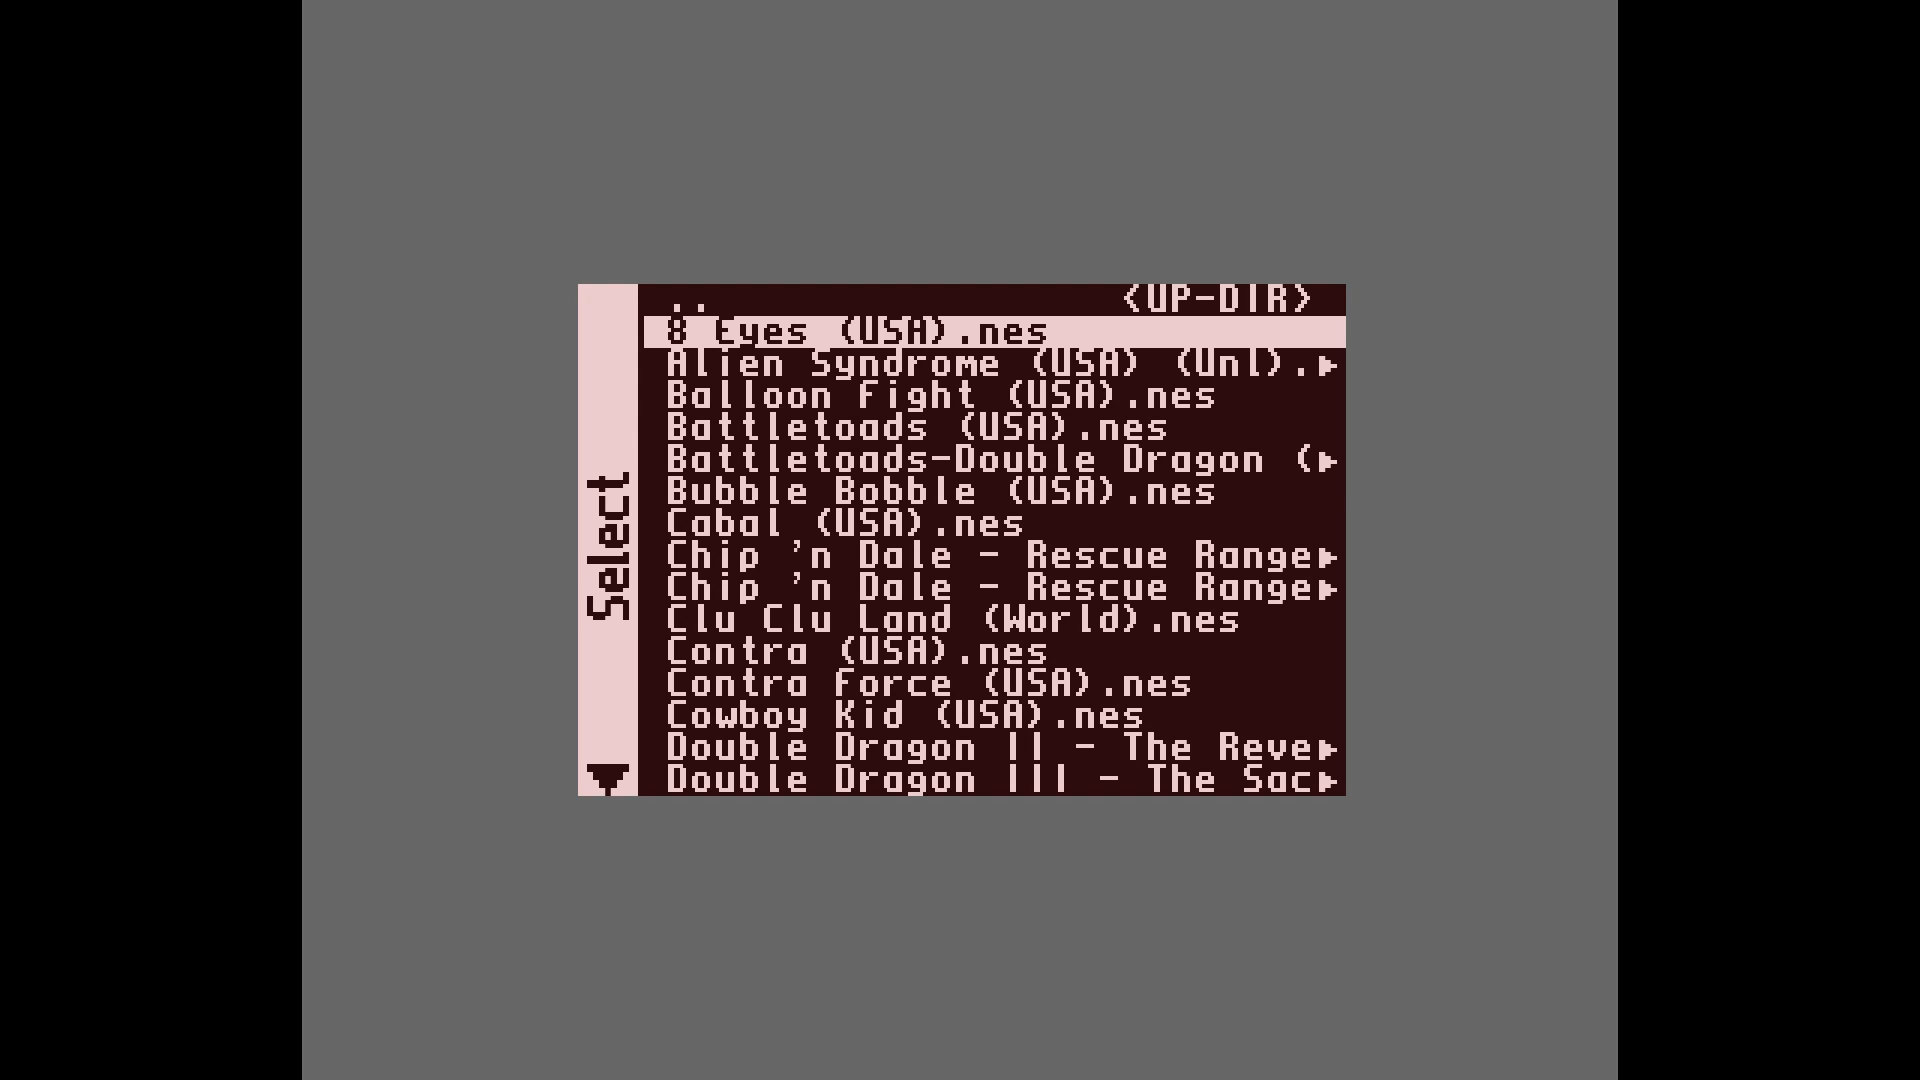 Select
.. <UP-DIR>
8 Eyes (USA).nes
Alien Syndrome (USA) (Unl).
Balloon Fight (USA).nes
Battletoads (USA).nes
Battletoads-Double Dragon (
Bubble Bobble (USA).nes
Cabal (USA).nes
Chip 'n Dale - Rescue Range
Chip 'n Dale - Rescue Range
Clu Clu Land (World).nes
Contra (USA).nes
Contra Force (USA).nes
Cowboy Kid (USA).nes
Double Dragon II - The Reve
Double Dragon III - The Sac